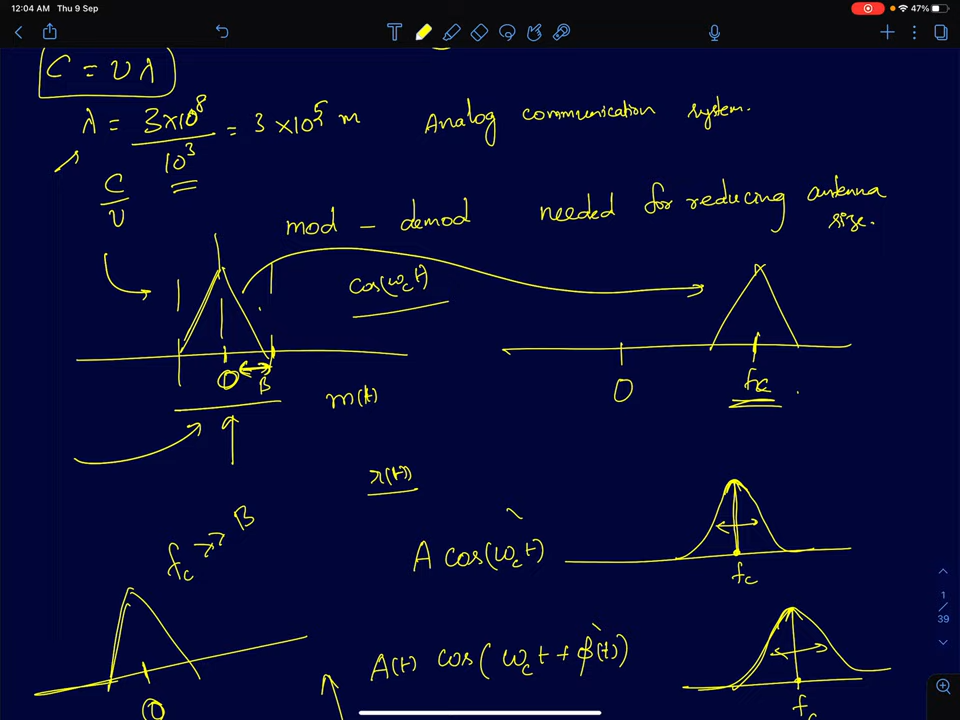 12:04 AM Thu 9 Sep
47%
C = υ λ
λ = 3×10^8 / 10^3 = 3 ×10^5 m
Analog communication system.
C / υ
mod – demod needed for reducing antenna size.
cos(ω_c t)
0 B
0 fc
m(t)
x(t)
f_c >> B
A cos(ω_c t)
f_c
A(t) cos(ω_c t + φ(t))
f_c
0
1
/
39